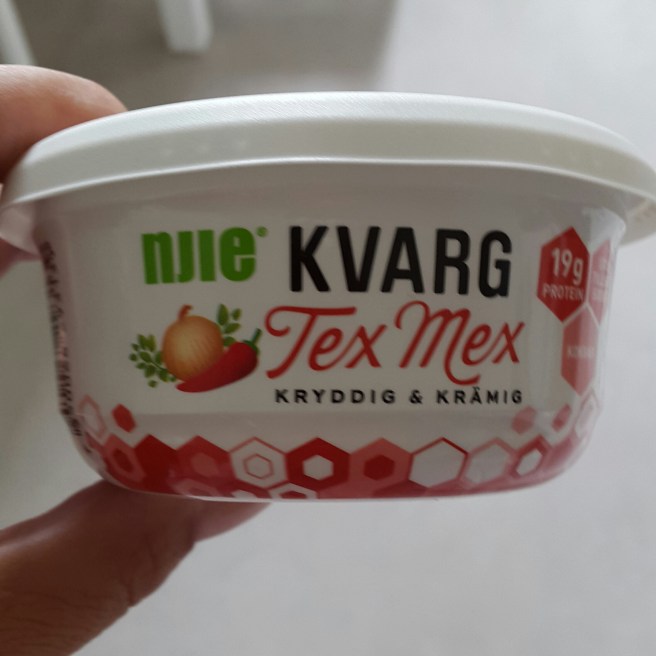 njie® KVARG
Tex Mex
KRYDDIG & KRÄMIG
19g
PROTEIN